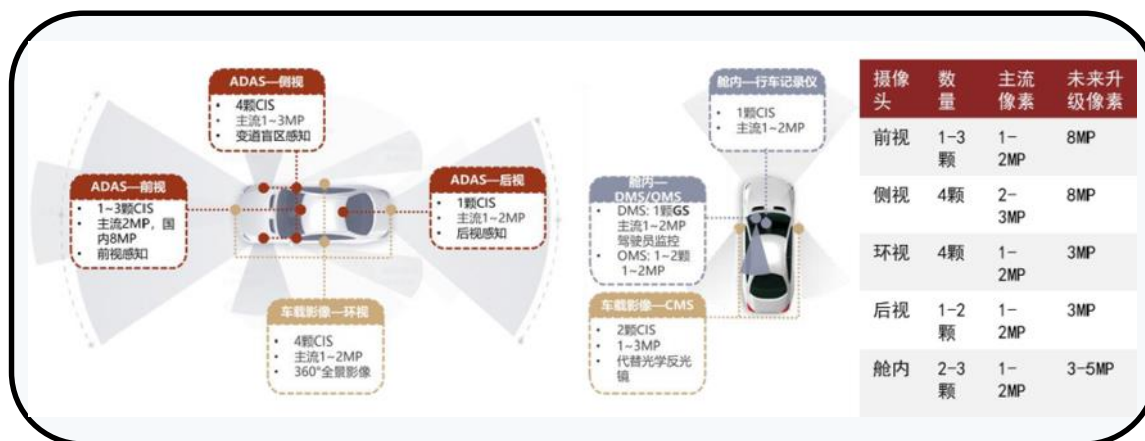 ADAS—侧视
• 4颗CIS
• 主流1~3MP
• 变道盲区感知
ADAS—前视
• 1~3颗CIS
• 主流2MP，国
内8MP
• 前视感知
ADAS—后视
• 1颗CIS
• 主流1~2MP
• 后视感知
车载影像—环视
• 4颗CIS
• 主流1~2MP
• 360°全景影像
舱内—行车记录仪
• 1颗CIS
• 主流1~2MP
舱内—
DMS/OMS
• DMS: 1颗GS
主流1~2MP
驾驶员监控
• OMS: 1~2颗
1~2MP
车载影像—CMS
• 2颗CIS
• 1~3MP
• 代替光学反光
镜
摄像 数 主流 未来升
头 量 像素 级像素
前视 1-3 1- 8MP
颗 2MP
侧视 4颗 2- 8MP
3MP
环视 4颗 1- 3MP
2MP
后视 1-2 1- 3MP
颗 2MP
舱内 2-3 1- 3-5MP
颗 2MP